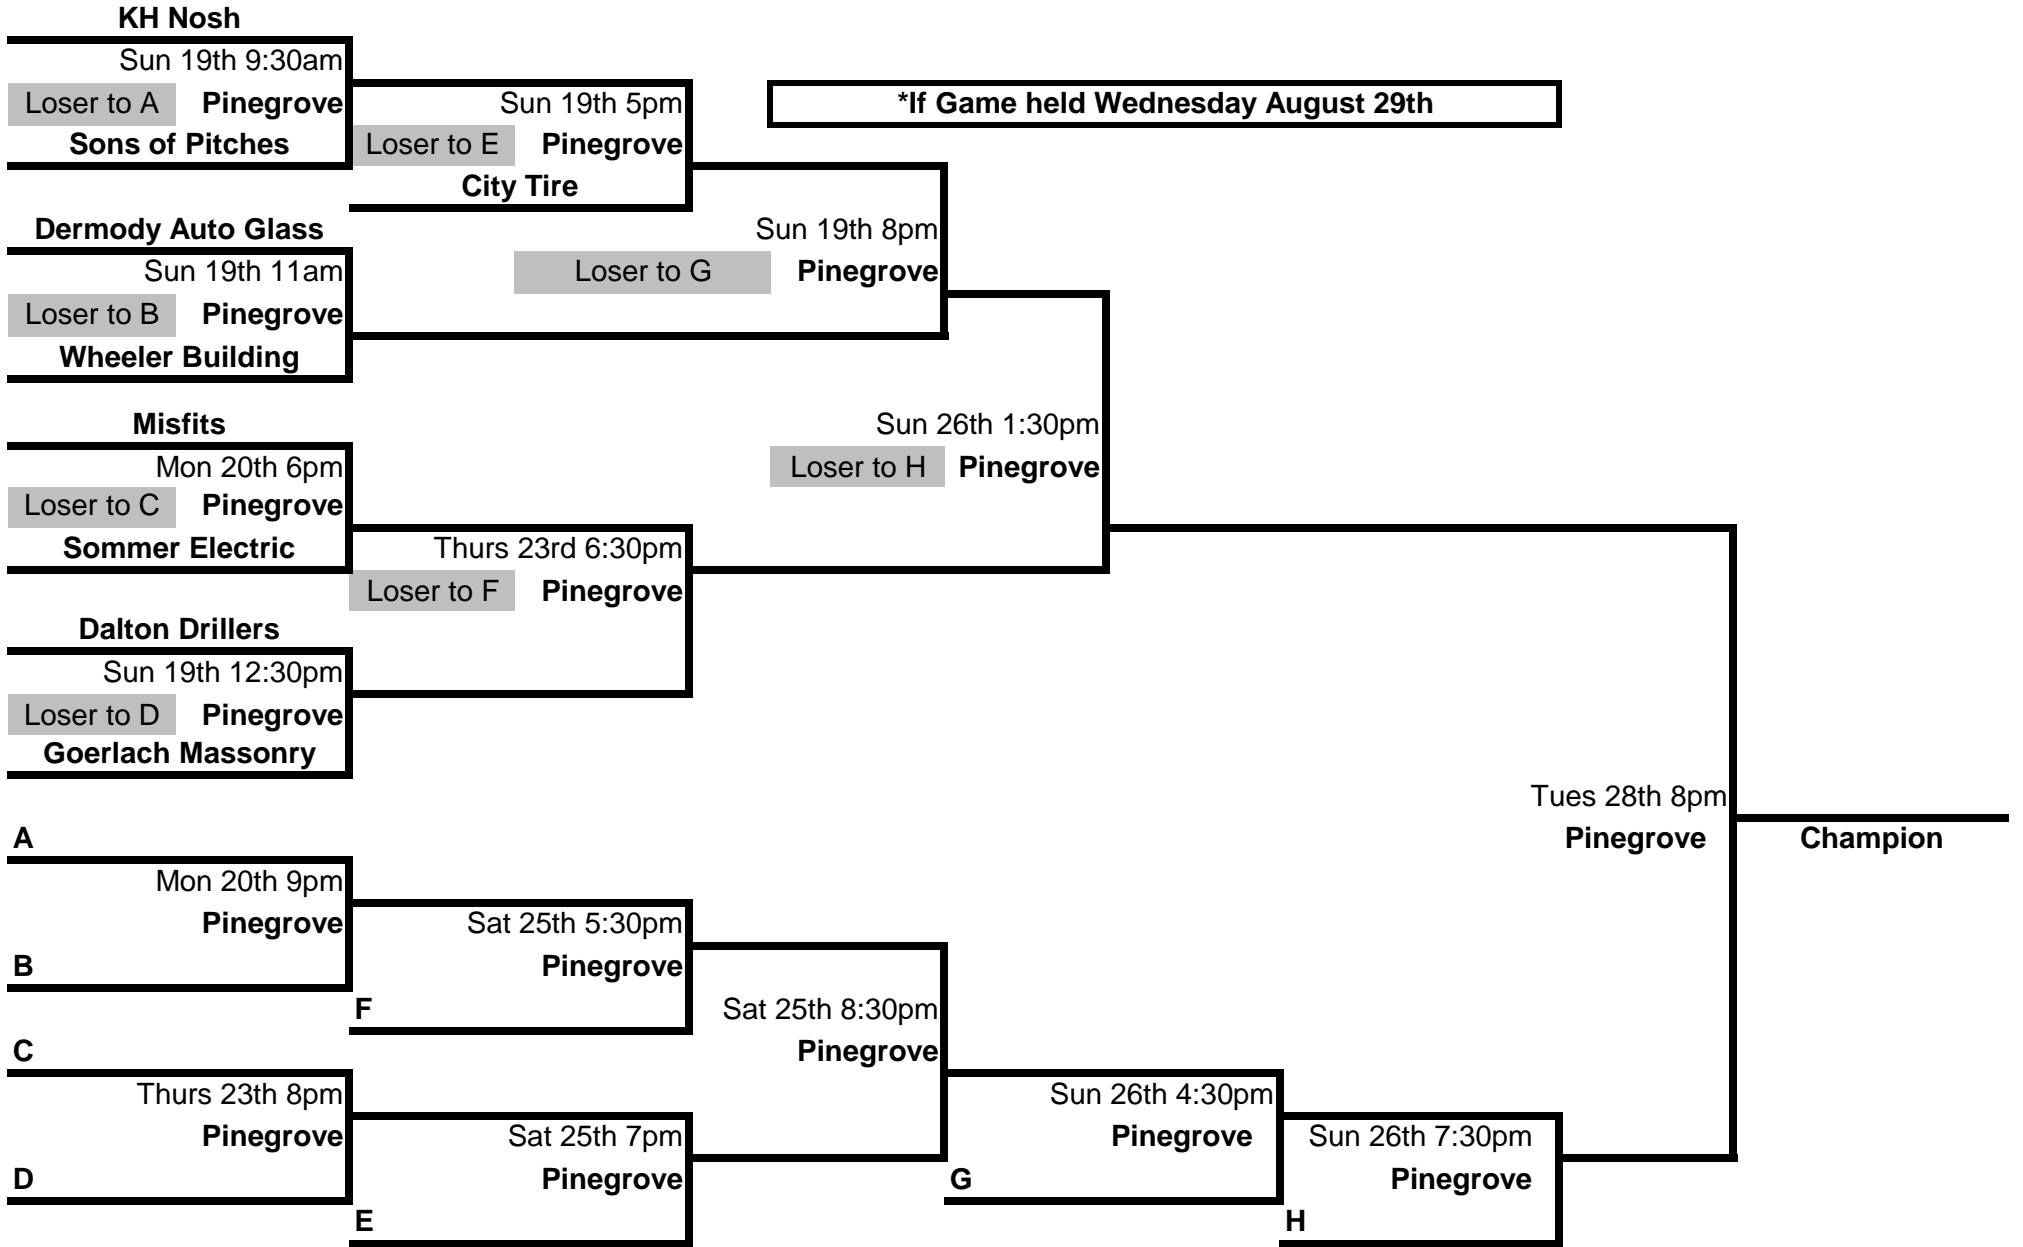 KH Nosh
Sun 19th 9:30am
Loser to A Pinegrove
Sons of Pitches
Sun 19th 5pm
Loser to E Pinegrove
City Tire
*If Game held Wednesday August 29th
Dermody Auto Glass
Sun 19th 11am
Loser to B Pinegrove
Wheeler Building
Sun 19th 8pm
Loser to G Pinegrove
Misfits
Mon 20th 6pm
Loser to C Pinegrove
Sommer Electric
Sun 26th 1:30pm
Loser to H Pinegrove
Thurs 23rd 6:30pm
Loser to F Pinegrove
Dalton Drillers
Sun 19th 12:30pm
Loser to D Pinegrove
Goerlach Massonry
Tues 28th 8pm
Pinegrove
Champion
A
Mon 20th 9pm
Pinegrove
B
Sat 25th 5:30pm
Pinegrove
F
Sat 25th 8:30pm
Pinegrove
C
Thurs 23th 8pm
Pinegrove
D
Sat 25th 7pm
Pinegrove
E
Sun 26th 4:30pm
Pinegrove
G
Sun 26th 7:30pm
Pinegrove
H